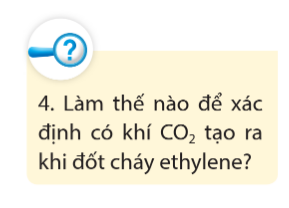 4. Làm thế nào để xác
định có khí CO₂ tạo ra
khi đốt cháy ethylene?